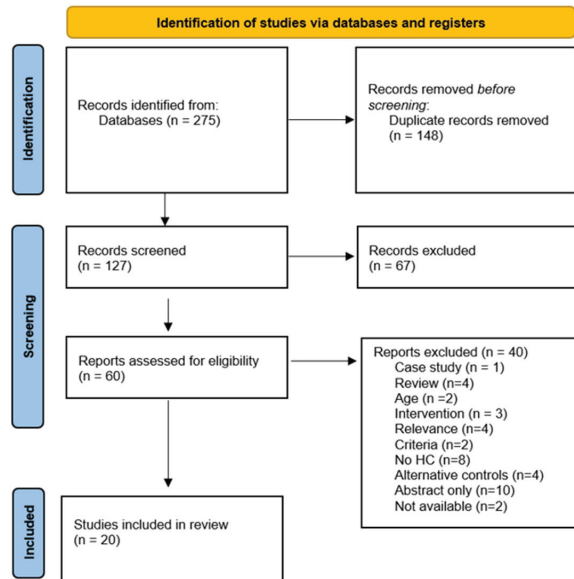 Identification of studies via databases and registers
Identification
Records identified from:
Databases (n = 275)
Records removed before
screening:
Duplicate records removed
(n = 148)
Screening
Records screened
(n = 127)
Records excluded
(n = 67)
Reports assessed for eligibility
(n = 60)
Reports excluded (n = 40)
Case study (n = 1)
Review (n=4)
Age (n =2)
Intervention (n = 3)
Relevance (n=4)
Criteria (n=2)
No HC (n=8)
Alternative controls (n=4)
Abstract only (n=10)
Not available (n=2)
Included
Studies included in review
(n = 20)